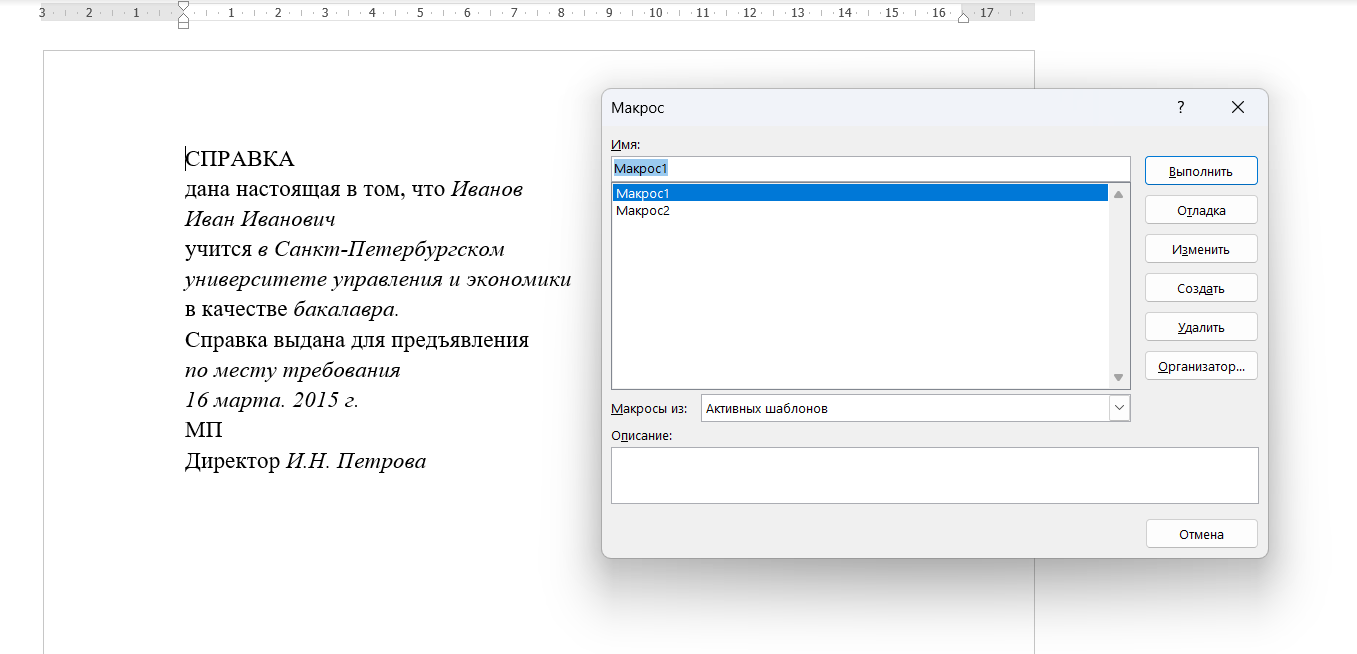 3 2 1 1 2 3 4 5 6 7 8 9 10 11 12 13 14 15 16 17
СПРАВКА
дана настоящая в том, что Иванов
Иван Иванович
учится в Санкт-Петербургском
университете управления и экономики
в качестве бакалавра.
Справка выдана для предъявления
по месту требования
16 марта. 2015 г.
МП
Директор И.Н. Петрова
Макрос ?
Имя:
Макрос1
Макрос1
Макрос2
Выполнить
Отладка
Изменить
Создать
Удалить
Организатор...
Макросы из: Активных шаблонов
Описание:
Отмена